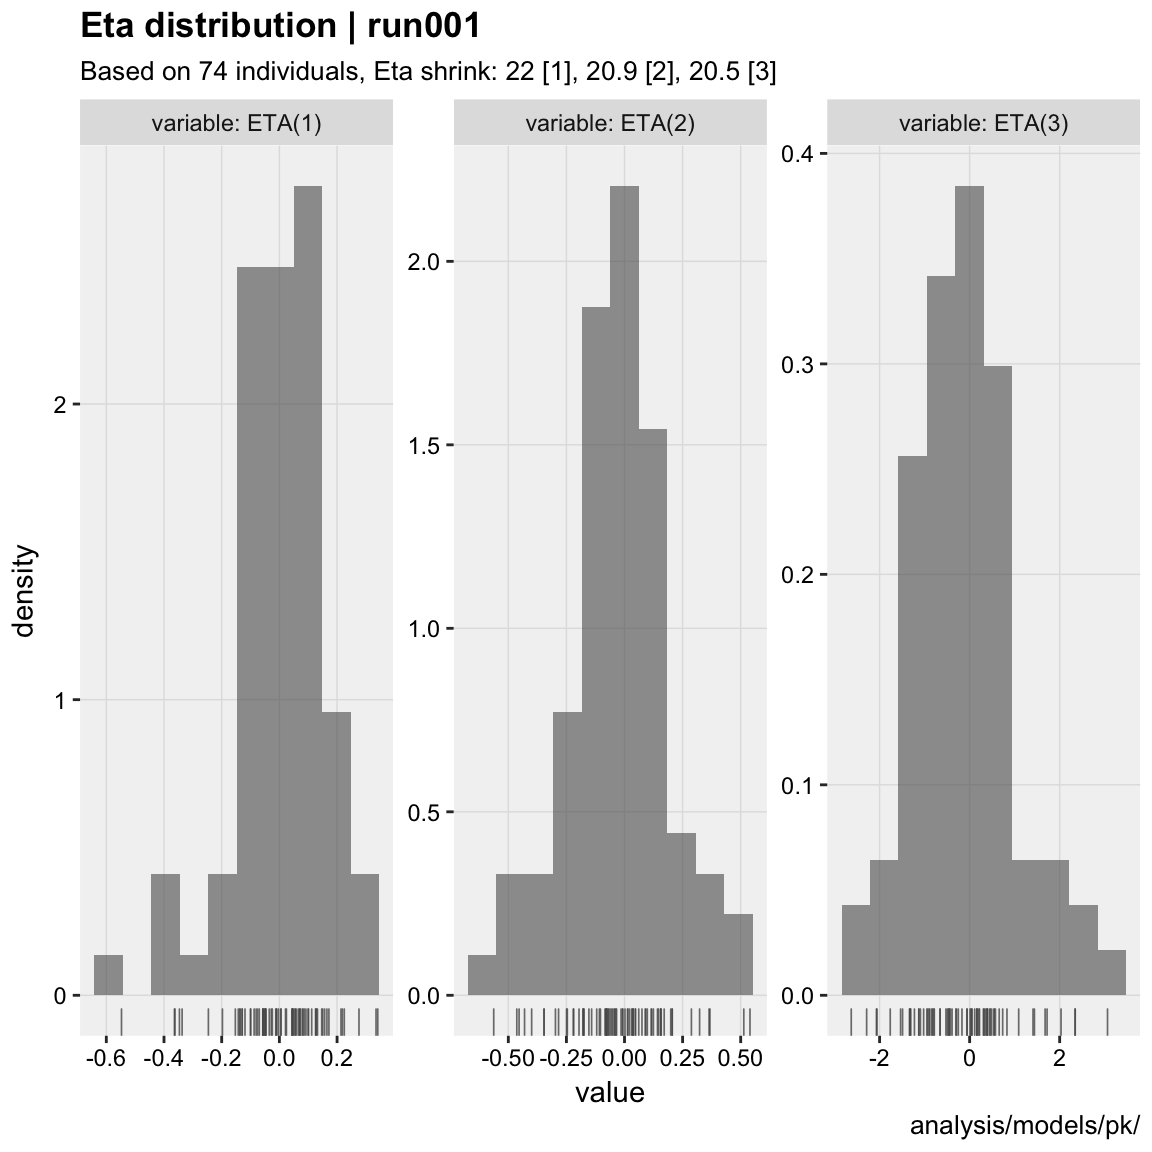 Eta distribution | run001
Based on 74 individuals, Eta shrink: 22 [1], 20.9 [2], 20.5 [3]
variable: ETA(1)
variable: ETA(2)
variable: ETA(3)
density
2
1
0
2.0
1.5
1.0
0.5
0.0
0.4
0.3
0.2
0.1
0.0
-0.6 -0.4 -0.2 0.0 0.2
-0.50 -0.25 0.00 0.25 0.50
-2 0 2
value
analysis/models/pk/